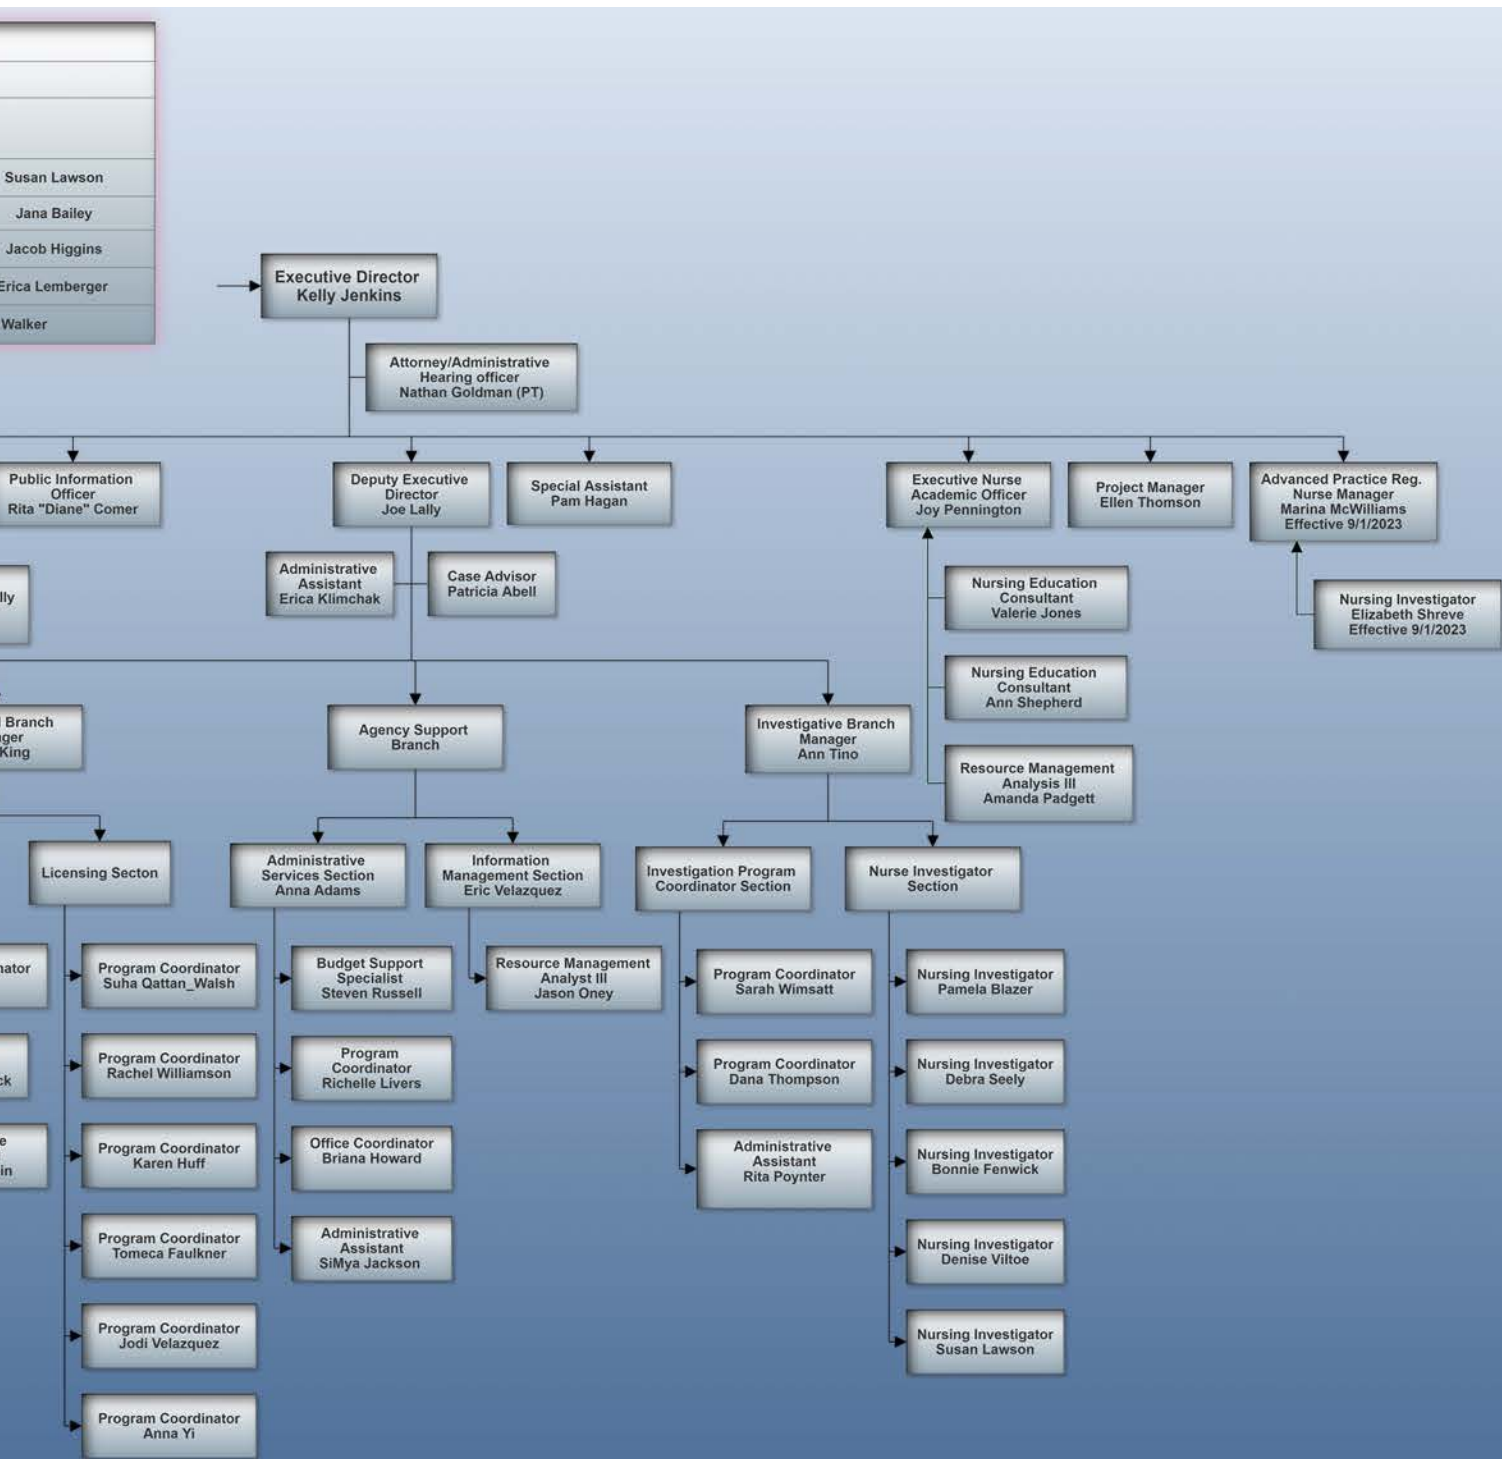 Susan Lawson
Jana Bailey
Jacob Higgins
Erica Lemberger
Walker
Executive Director
Kelly Jenkins
Attorney/Administrative
Hearing officer
Nathan Goldman (PT)
Public Information
Officer
Rita "Diane" Comer
Deputy Executive
Director
Joe Lally
Special Assistant
Pam Hagan
Executive Nurse
Academic Officer
Joy Pennington
Project Manager
Ellen Thomson
Advanced Practice Reg.
Nurse Manager
Marina McWilliams
Effective 9/1/2023
Administrative
Assistant
Erica Klimchak
Case Advisor
Patricia Abell
Nursing Education
Consultant
Valerie Jones
Nursing Investigator
Elizabeth Shreve
Effective 9/1/2023
Nursing Education
Consultant
Ann Shepherd
Resource Management
Analysis III
Amanda Padgett
Branch
King
Agency Support
Branch
Investigative Branch
Manager
Ann Tino
Licensing Secton
Administrative
Services Section
Anna Adams
Information
Management Section
Eric Velazquez
Investigation Program
Coordinator Section
Nurse Investigator
Section
Program Coordinator
Suha Qattan_Walsh
Program Coordinator
Rachel Williamson
Program Coordinator
Karen Huff
Program Coordinator
Tomeca Faulkner
Program Coordinator
Jodi Velazquez
Program Coordinator
Anna Yi
Budget Support
Specialist
Steven Russell
Program
Coordinator
Richelle Livers
Office Coordinator
Briana Howard
Administrative
Assistant
SiMya Jackson
Resource Management
Analyst III
Jason Oney
Program Coordinator
Sarah Wimsatt
Program Coordinator
Dana Thompson
Administrative
Assistant
Rita Poynter
Nursing Investigator
Pamela Blazer
Nursing Investigator
Debra Seely
Nursing Investigator
Bonnie Fenwick
Nursing Investigator
Denise Viltoe
Nursing Investigator
Susan Lawson